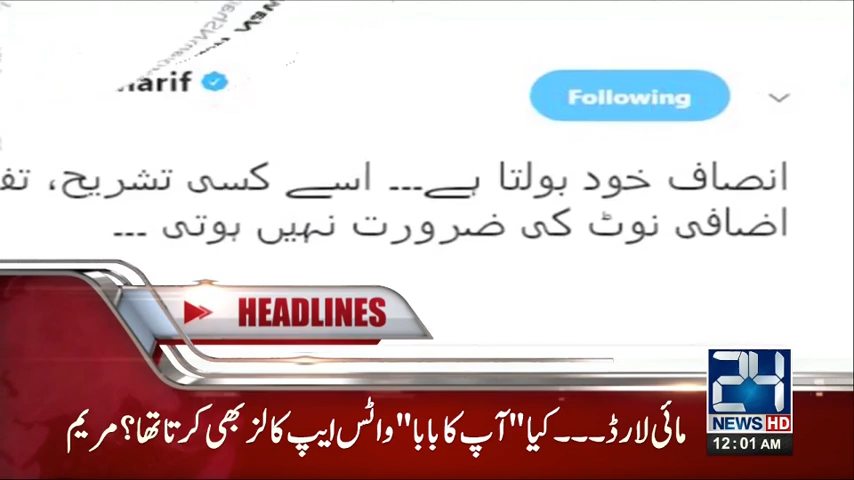 Following
انصاف خود بولتا ہے۔۔۔ اسے کسی تشریح،
اضافی نوٹ کی ضرورت نہیں ہوتی ۔۔۔
HEADLINES
مائی لارڈ۔۔۔ کیا "آپ کا بابا" واٹس ایپ کالز بھی کرتا تھا؟ مریم
24
NEWS HD
12:01 AM